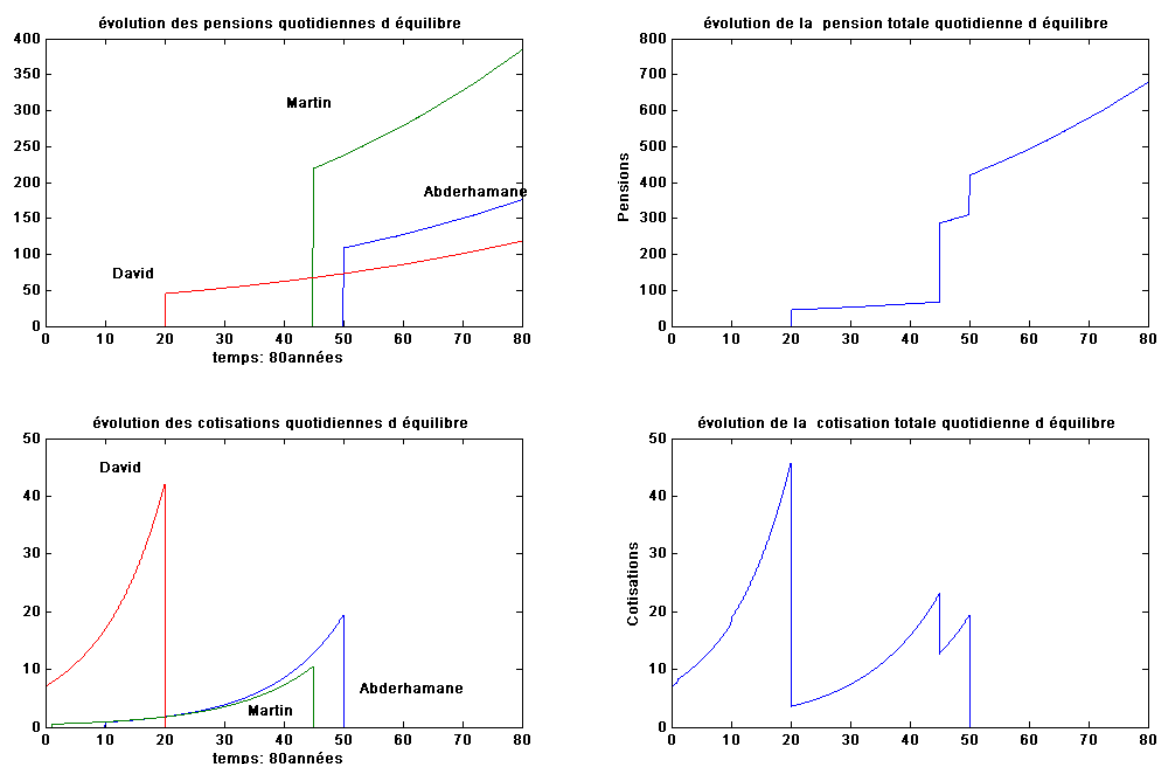 évolution des pensions quotidiennes d équilibre
400
350
300
250
200
150
100
50
0
Martin
Abderhamane
David
0 10 20 30 40 50 60 70 80
temps: 80années
évolution de la pension totale quotidienne d équilibre
800
700
600
500
400
300
200
100
0
Pensions
0 10 20 30 40 50 60 70 80
évolution des cotisations quotidiennes d équilibre
50
40
30
20
10
0
David
Abderhamane
Martin
0 10 20 30 40 50 60 70 80
temps: 80années
évolution de la cotisation totale quotidienne d équilibre
50
40
30
20
10
0
Cotisations
0 10 20 30 40 50 60 70 80